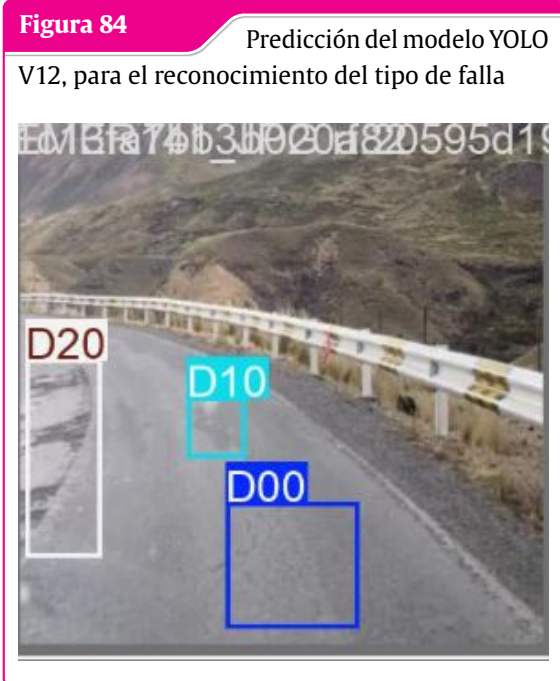 Figura 84
Predicción del modelo YOLO
V12, para el reconocimiento del tipo de falla
D20
D10
D00